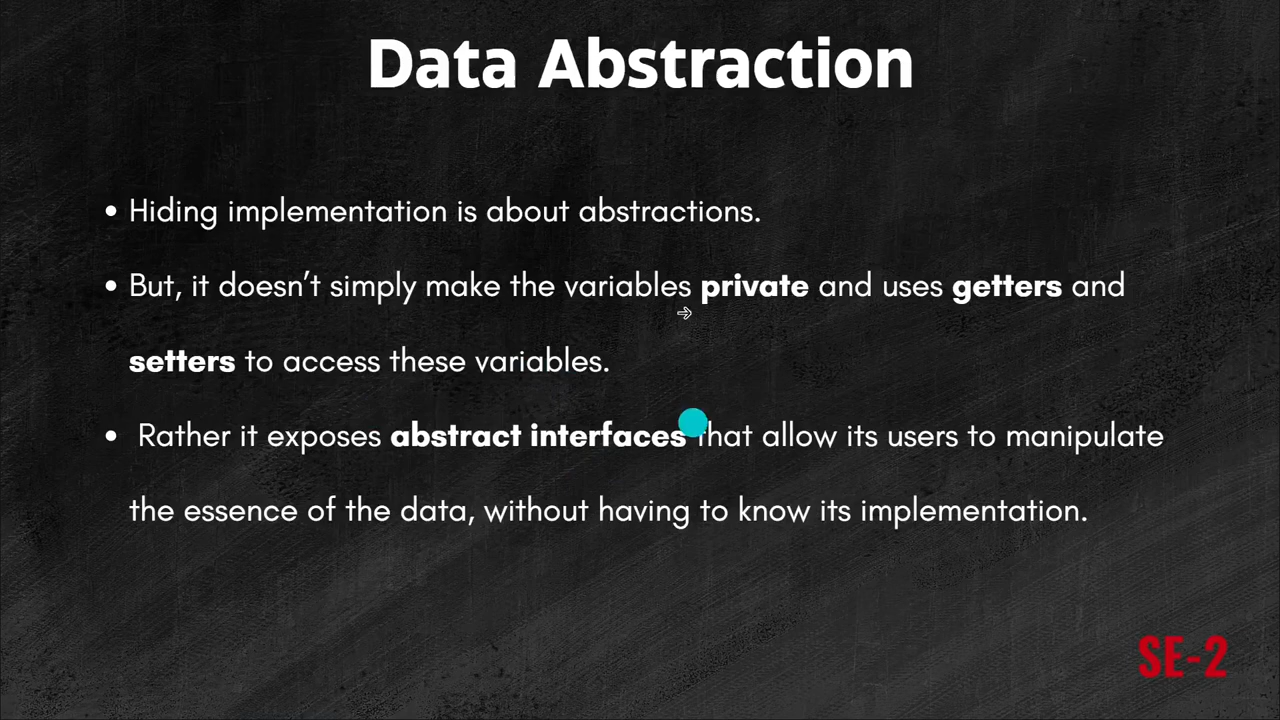 Data Abstraction
• Hiding implementation is about abstractions.
• But, it doesn't simply make the variables private and uses getters and
setters to access these variables.
• Rather it exposes abstract interfaces that allow its users to manipulate
the essence of the data, without having to know its implementation.
SE-2